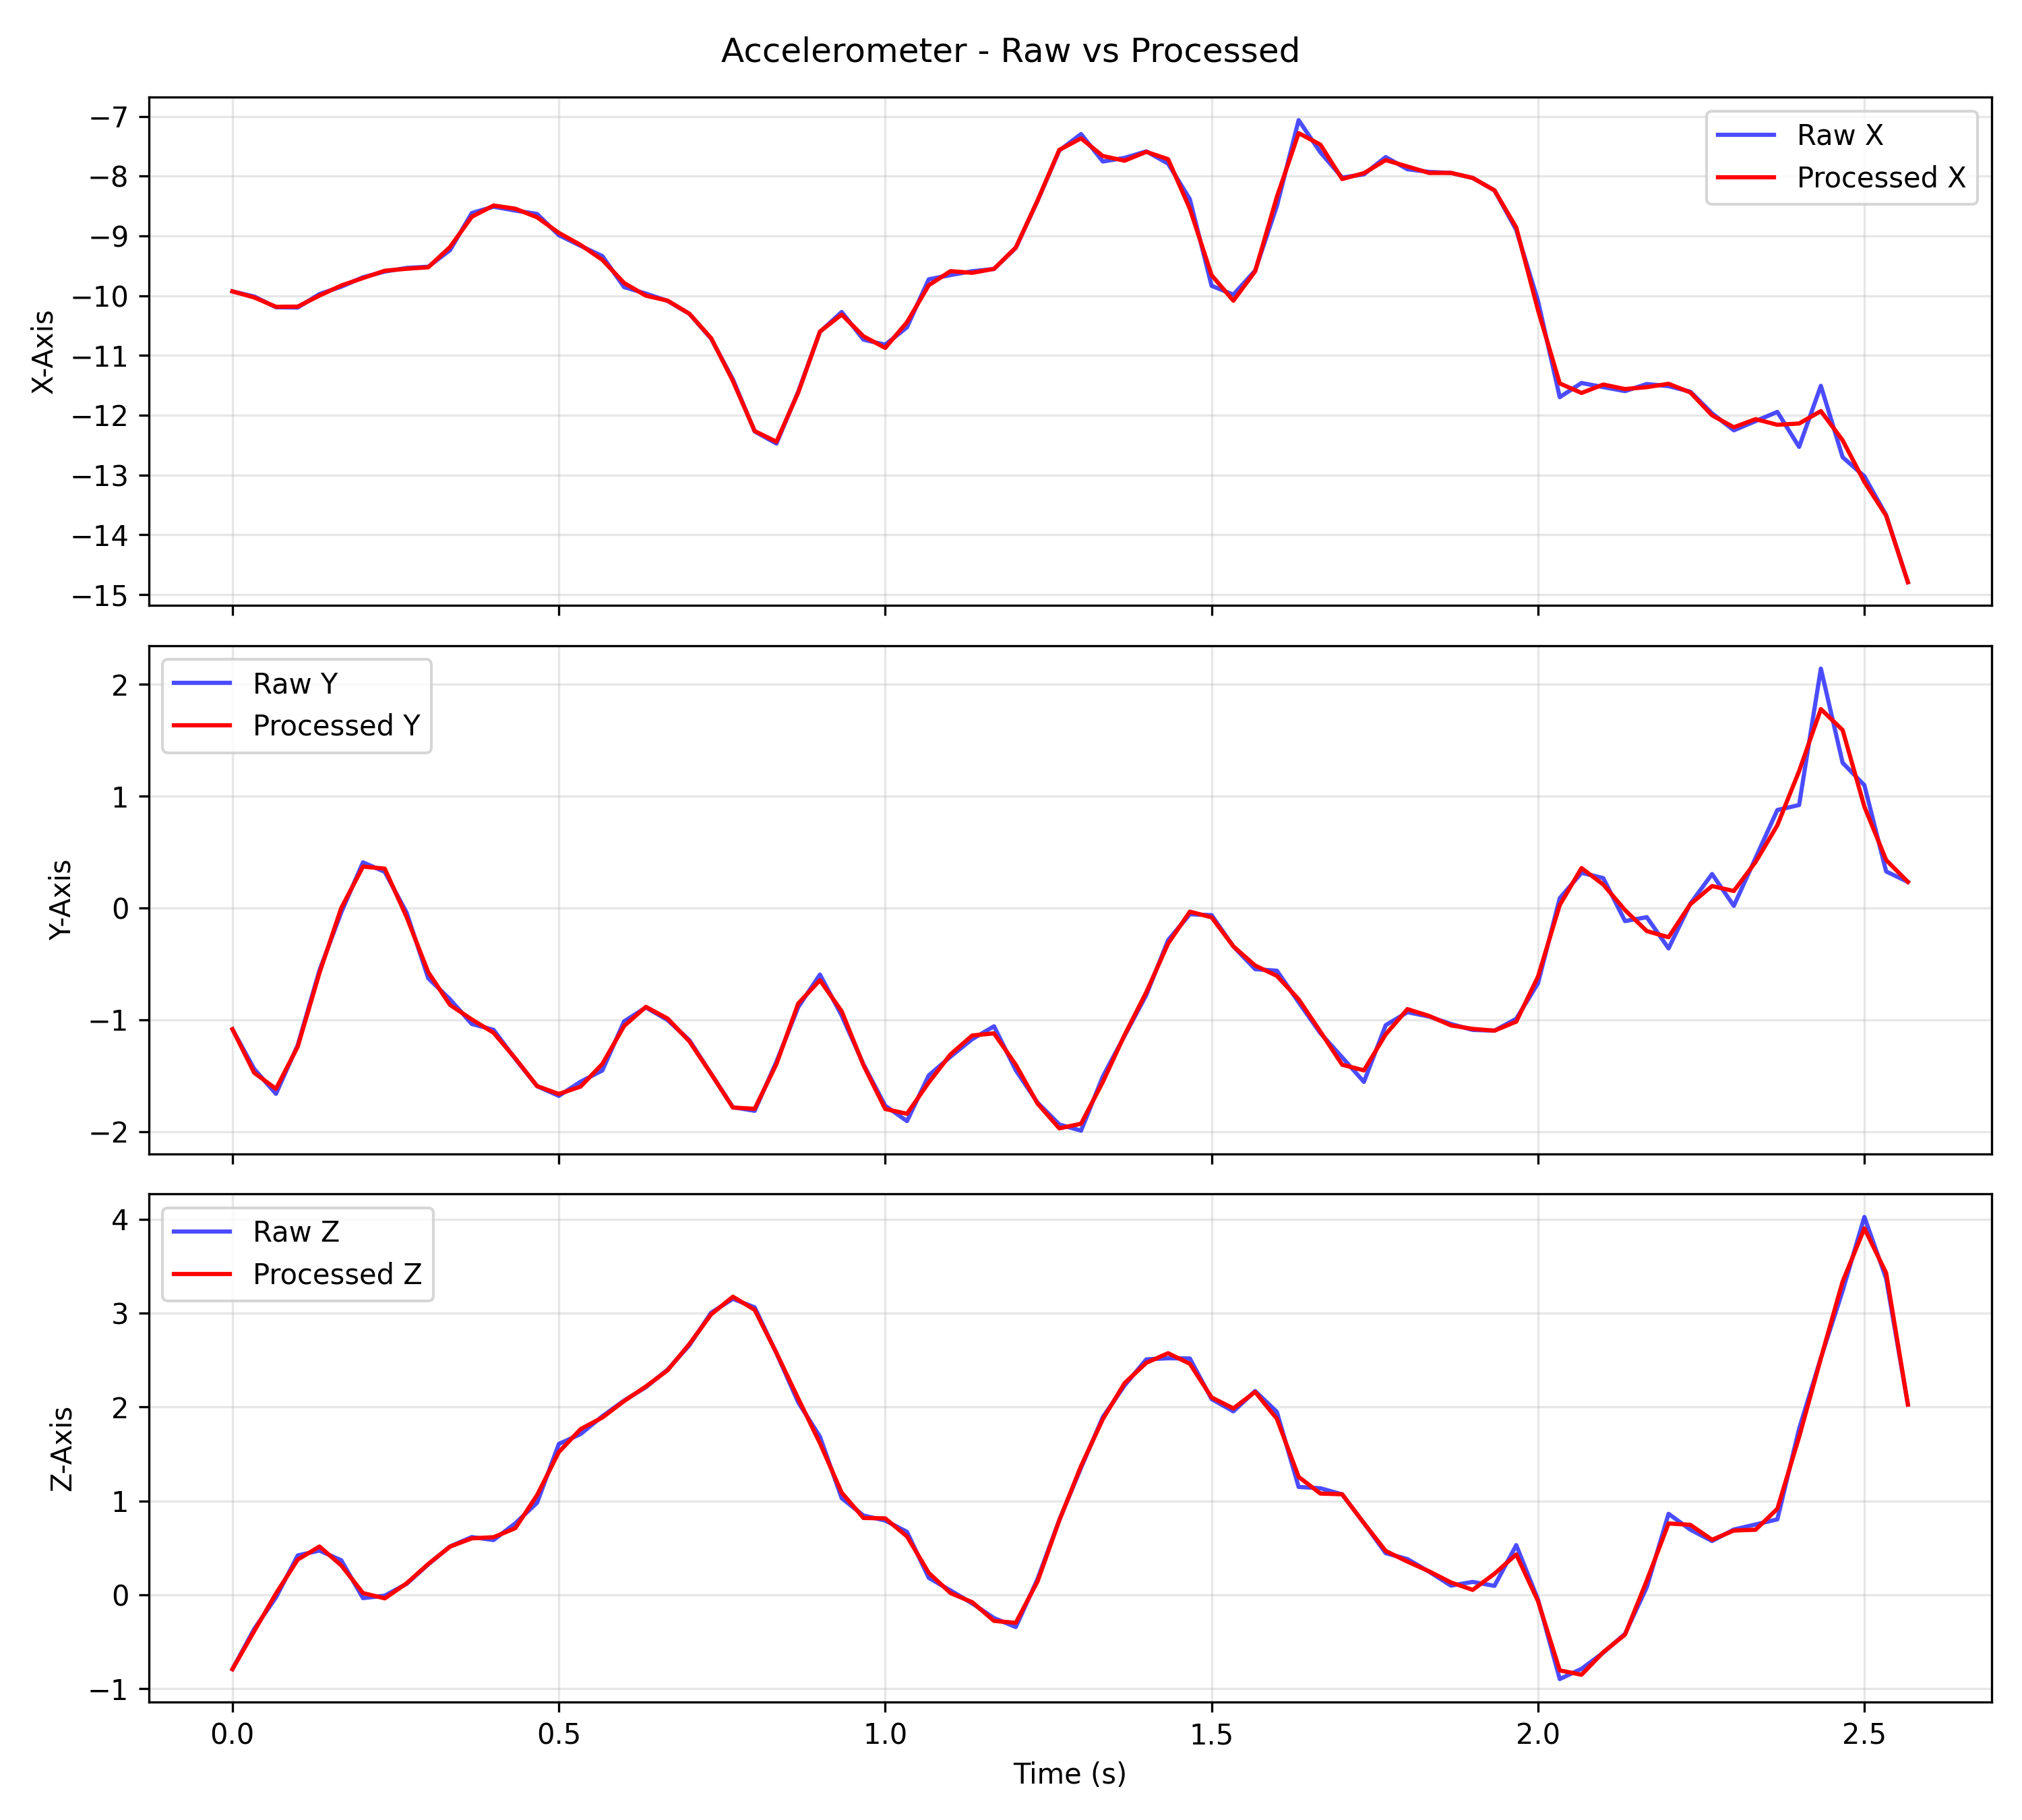 Accelerometer - Raw vs Processed
−7
−8
−9
−10
−11
−12
−13
−14
−15
X-Axis
Raw X
Processed X
2
1
0
−1
−2
Y-Axis
Raw Y
Processed Y
4
3
2
1
0
−1
Z-Axis
Raw Z
Processed Z
0.0 0.5 1.0 1.5 2.0 2.5
Time (s)